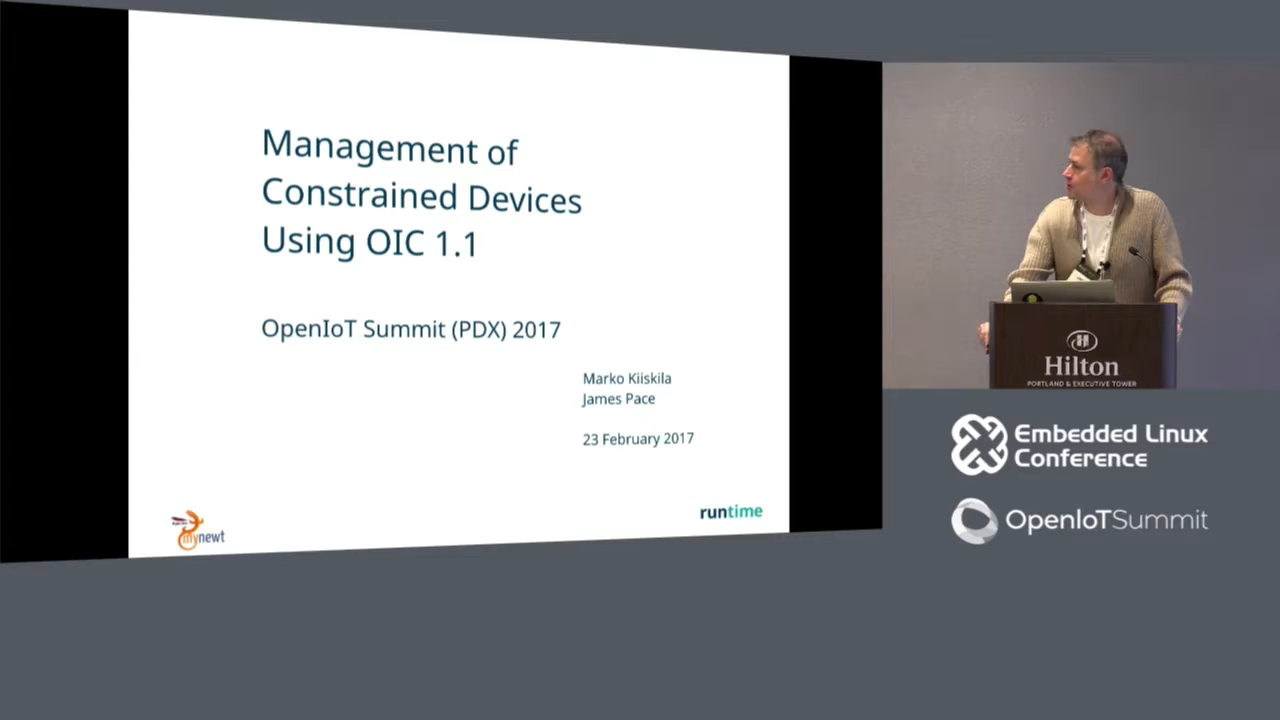 Management of
Constrained Devices
Using OIC 1.1
OpenIoT Summit (PDX) 2017
Marko Kiiskila
James Pace
23 February 2017
mynewt
runtime
Hilton
PORTLAND & EXECUTIVE TOWER
Embedded Linux
Conference
OpenIoTSummit